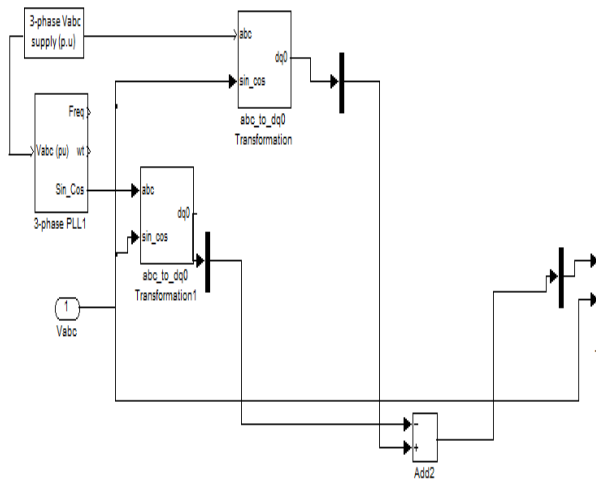 3-phase Vabc
supply (p.u)
abc
dq0
sin_cos
abc_to_dq0
Transformation
Freq
Vabc (pu)
wt
Sin_Cos
3-phase PLL1
abc
dq0
sin_cos
abc_to_dq0
Transformation1
1
Vabc
-
+
Add2